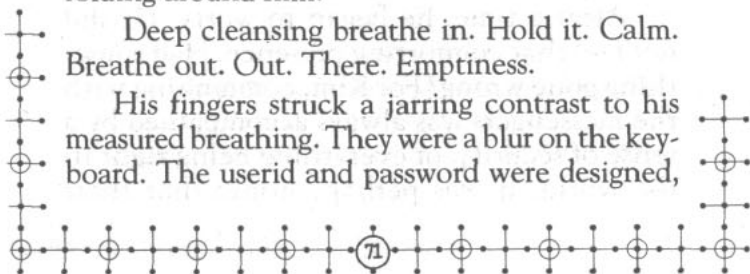 Deep cleansing breathe in. Hold it. Calm.
Breathe out. Out. There. Emptiness.
His fingers struck a jarring contrast to his
measured breathing. They were a blur on the key-
board. The userid and password were designed,
71